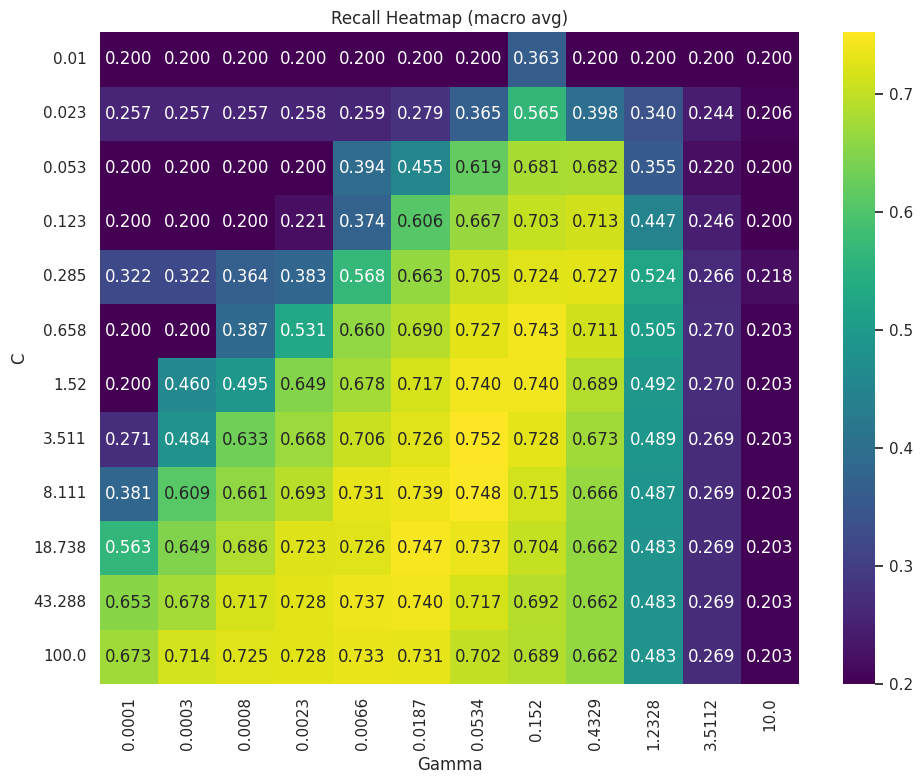 Recall Heatmap (macro avg)
0.01 0.200 0.200 0.200 0.200 0.200 0.200 0.200 0.363 0.200 0.200 0.200 0.200
0.023 0.257 0.257 0.257 0.258 0.259 0.279 0.365 0.565 0.398 0.340 0.244 0.206
0.053 0.200 0.200 0.200 0.200 0.394 0.455 0.619 0.681 0.682 0.355 0.220 0.200
0.123 0.200 0.200 0.200 0.221 0.374 0.606 0.667 0.703 0.713 0.447 0.246 0.200
0.285 0.322 0.322 0.364 0.383 0.568 0.663 0.705 0.724 0.727 0.524 0.266 0.218
0.658 0.200 0.200 0.387 0.531 0.660 0.690 0.727 0.743 0.711 0.505 0.270 0.203
1.52 0.200 0.460 0.495 0.649 0.678 0.717 0.740 0.740 0.689 0.492 0.270 0.203
3.511 0.271 0.484 0.633 0.668 0.706 0.726 0.752 0.728 0.673 0.489 0.269 0.203
8.111 0.381 0.609 0.661 0.693 0.731 0.739 0.748 0.715 0.666 0.487 0.269 0.203
18.738 0.563 0.649 0.686 0.723 0.726 0.747 0.737 0.704 0.662 0.483 0.269 0.203
43.288 0.653 0.678 0.717 0.728 0.737 0.740 0.717 0.692 0.662 0.483 0.269 0.203
100.0 0.673 0.714 0.725 0.728 0.733 0.731 0.702 0.689 0.662 0.483 0.269 0.203
C
0.0001 0.0003 0.0008 0.0023 0.0066 0.0187 0.0534 0.152 0.4329 1.2328 3.5112 10.0
Gamma
0.7
0.6
0.5
0.4
0.3
0.2